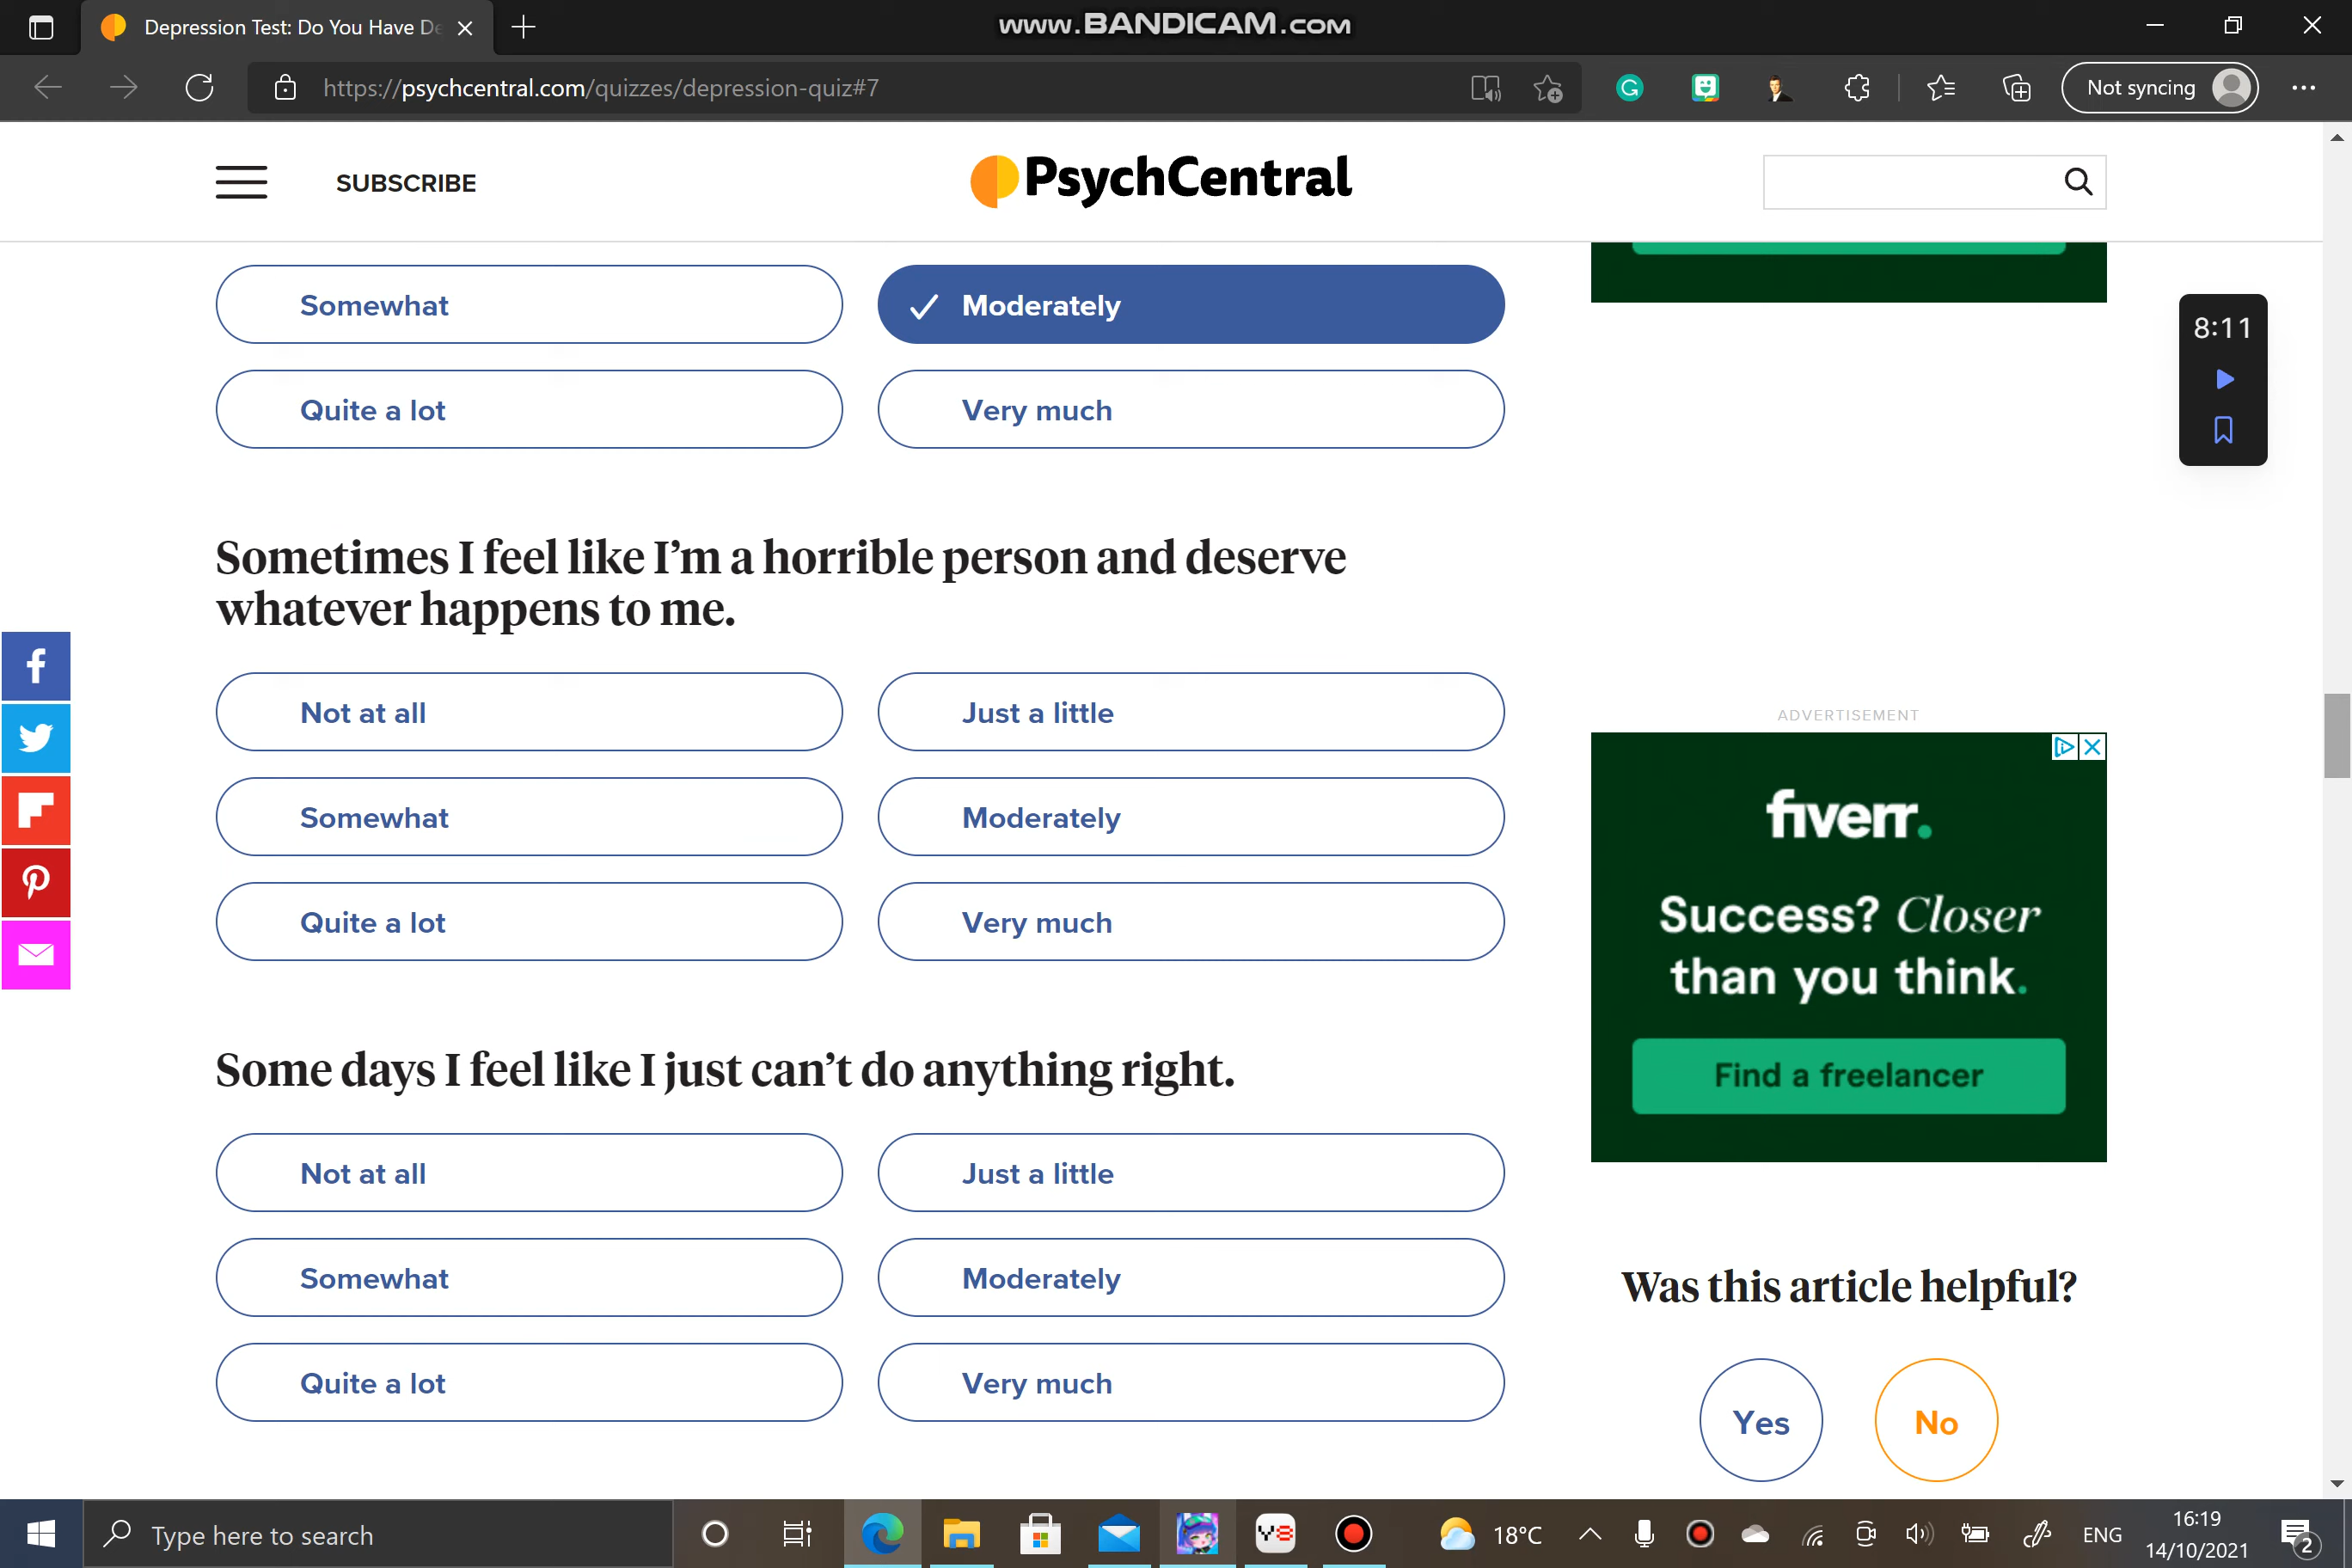 Depression Test: Do You Have De
www.BANDICAM.com
https://psychcentral.com/quizzes/depression-quiz#7
Not syncing
SUBSCRIBE
PsychCentral
Somewhat
Moderately
Quite a lot
Very much
8:11
Sometimes I feel like I’m a horrible person and deserve
whatever happens to me.
Not at all
Just a little
Somewhat
Moderately
Quite a lot
Very much
ADVERTISEMENT
fiverr.
Success? Closer
than you think.
Find a freelancer
Some days I feel like I just can’t do anything right.
Not at all
Just a little
Somewhat
Moderately
Quite a lot
Very much
Was this article helpful?
Yes
No
Type here to search
18°C
ENG
16:19
14/10/2021
2